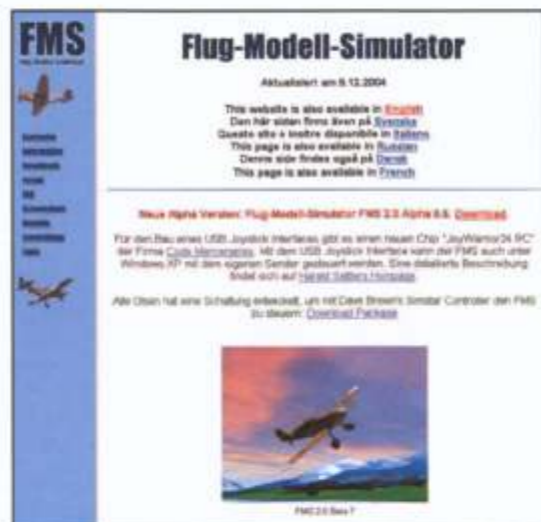 FMS
Flug-Modell-Simulator
Aktualisiert am 9.12.2004
This website is also available in English
Den här sidan finns även på Svenska
Questo sito è inoltre disponibile in Italiano
This page is also available in Russian
Denne side findes også på Dansk
This page is also available in French
Neue Alpha Version: Flug-Modell-Simulator FMS 2.0 Alpha 8.5. Download
Für den Bau eines USB Joystick Interfaces gibt es einen neuen Chip "JoyWarrior24 RC"
der Firma Code Mercenaries. Mit dem USB Joystick Interface kann der FMS auch unter
Windows XP mit dem eigenen Sender gesteuert werden. Eine detaillierte Beschreibung
findet sich auf Harald
Alle Olsen hat eine Schaltung entwickelt, um mit Dave Brown's Simstar Controller den FMS
zu steuern: Download Package
FMS 2.0 Beta 7